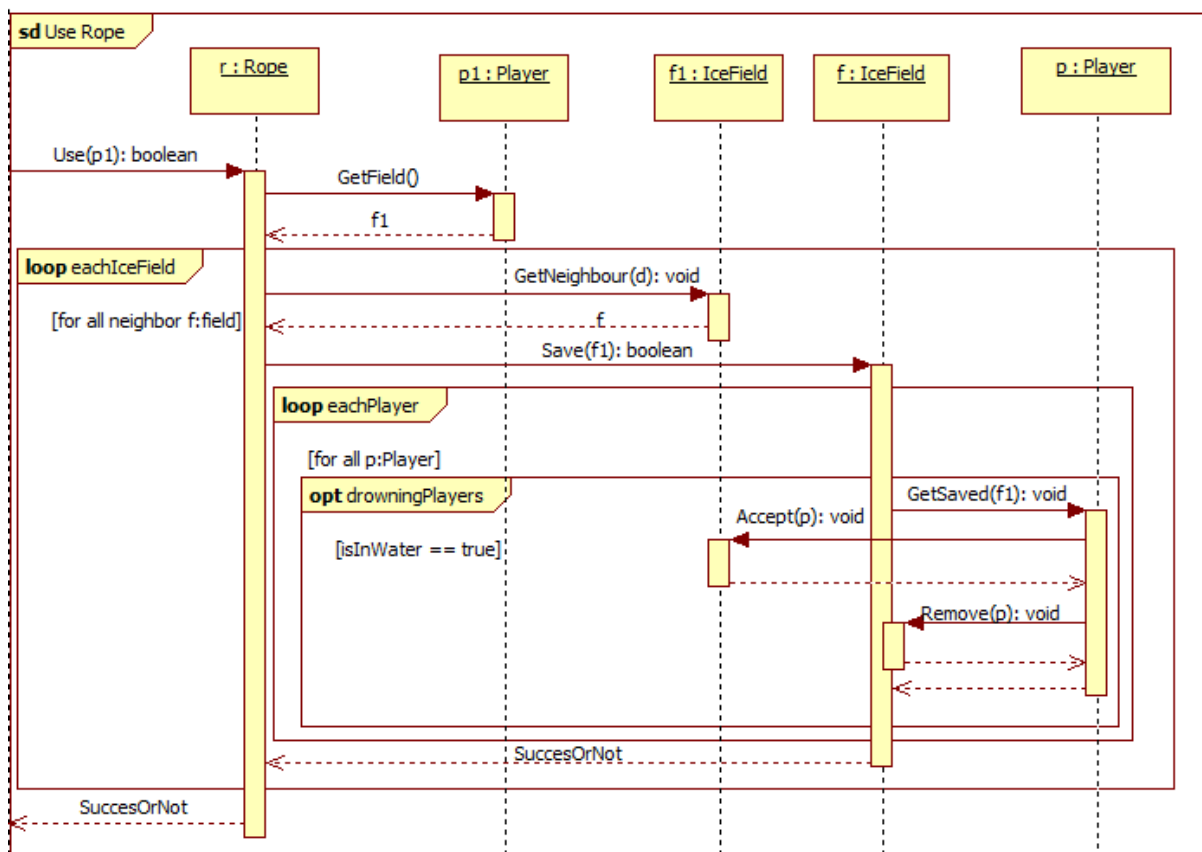 sd Use Rope
r : Rope
p1 : Player
f1 : IceField
f : IceField
p : Player
Use(p1): boolean
GetField()
f1
loop eachIceField
GetNeighbour(d): void
[for all neighbor f:field]
f
Save(f1): boolean
loop eachPlayer
[for all p:Player]
opt drowningPlayers
GetSaved(f1): void
Accept(p): void
[isInWater == true]
Remove(p): void
SuccesOrNot
SuccesOrNot